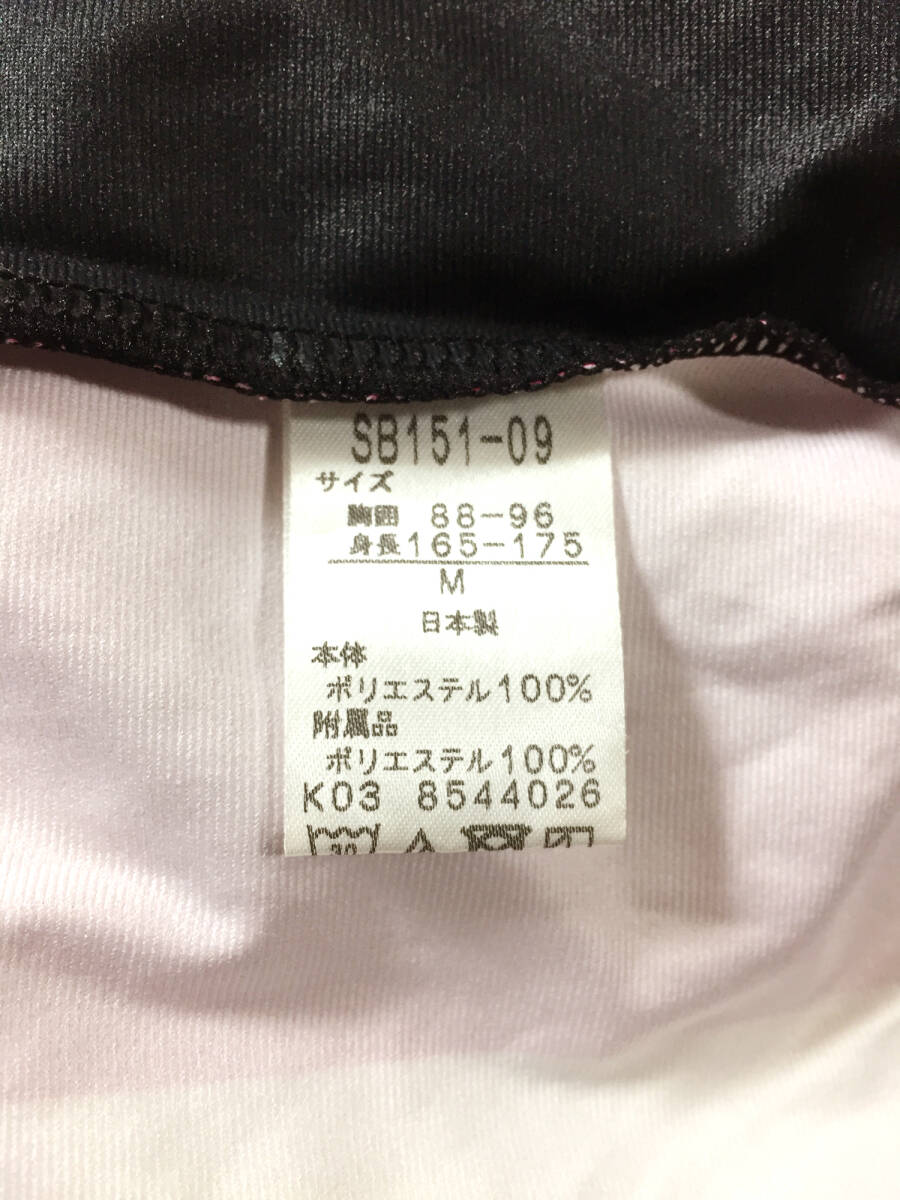 SB151-09
サイズ
胸囲 88-96
身長165-175
M
日本製
本体
ポリエステル100%
附属品
ポリエステル100%
K03 8544026
30